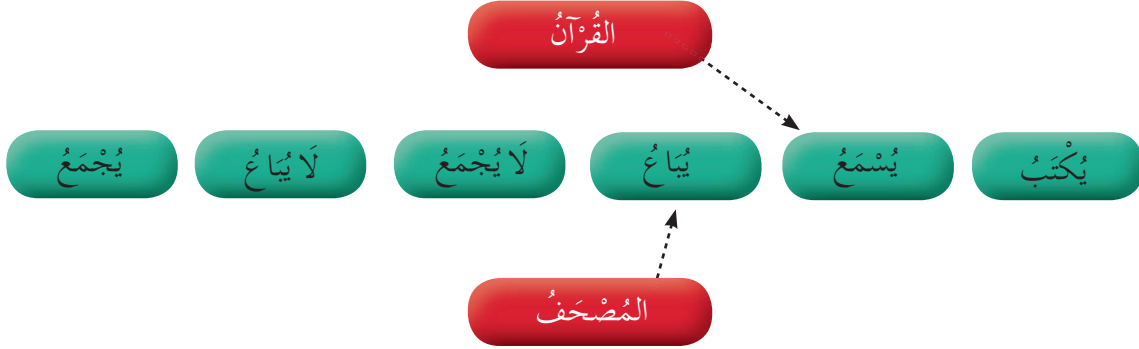 القُرْآنُ
يُكْتَبُ يُسْمَعُ يُبَاعُ لَا يُجْمَعُ لَا يُبَاعُ يُجْمَعُ
المُصْحَفُ